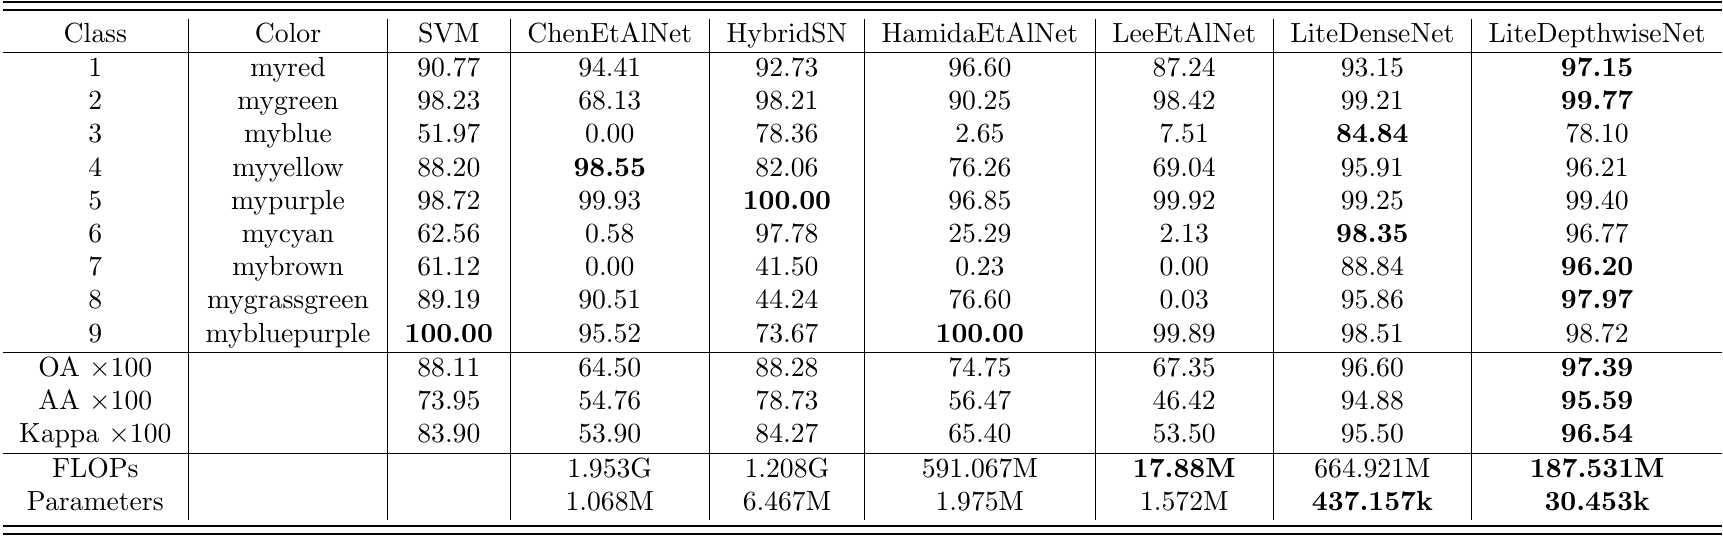 Class Color SVM ChenEtAlNet HybridSN HamidaEtAlNet LeeEtAlNet LiteDenseNet LiteDepthwiseNet
1 myred 90.77 94.41 92.73 96.60 87.24 93.15 97.15
2 mygreen 98.23 68.13 98.21 90.25 98.42 99.21 99.77
3 myblue 51.97 0.00 78.36 2.65 7.51 84.84 78.10
4 myyellow 88.20 98.55 82.06 76.26 69.04 95.91 96.21
5 mypurple 98.72 99.93 100.00 96.85 99.92 99.25 99.40
6 mycyan 62.56 0.58 97.78 25.29 2.13 98.35 96.77
7 mybrown 61.12 0.00 41.50 0.23 0.00 88.84 96.20
8 mygrassgreen 89.19 90.51 44.24 76.60 0.03 95.86 97.97
9 mybluepurple 100.00 95.52 73.67 100.00 99.89 98.51 98.72
OA ×100 88.11 64.50 88.28 74.75 67.35 96.60 97.39
AA ×100 73.95 54.76 78.73 56.47 46.42 94.88 95.59
Kappa ×100 83.90 53.90 84.27 65.40 53.50 95.50 96.54
FLOPs 1.953G 1.208G 591.067M 17.88M 664.921M 187.531M
Parameters 1.068M 6.467M 1.975M 1.572M 437.157k 30.453k